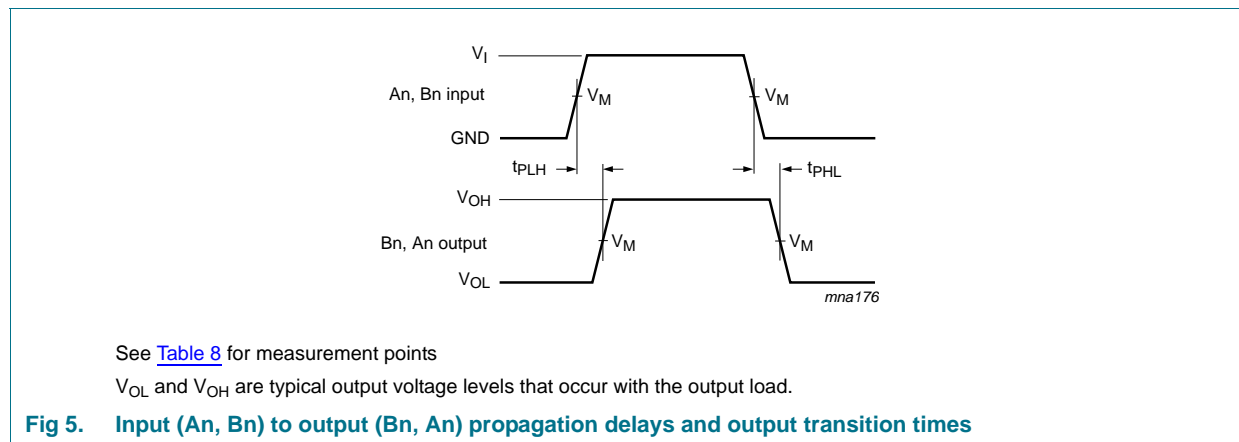 VI
An, Bn input
VM
VM
GND
tPLH
tPHL
VOH
Bn, An output
VM
VM
VOL
mna176
See Table 8 for measurement points
VOL and VOH are typical output voltage levels that occur with the output load.
Fig 5. Input (An, Bn) to output (Bn, An) propagation delays and output transition times